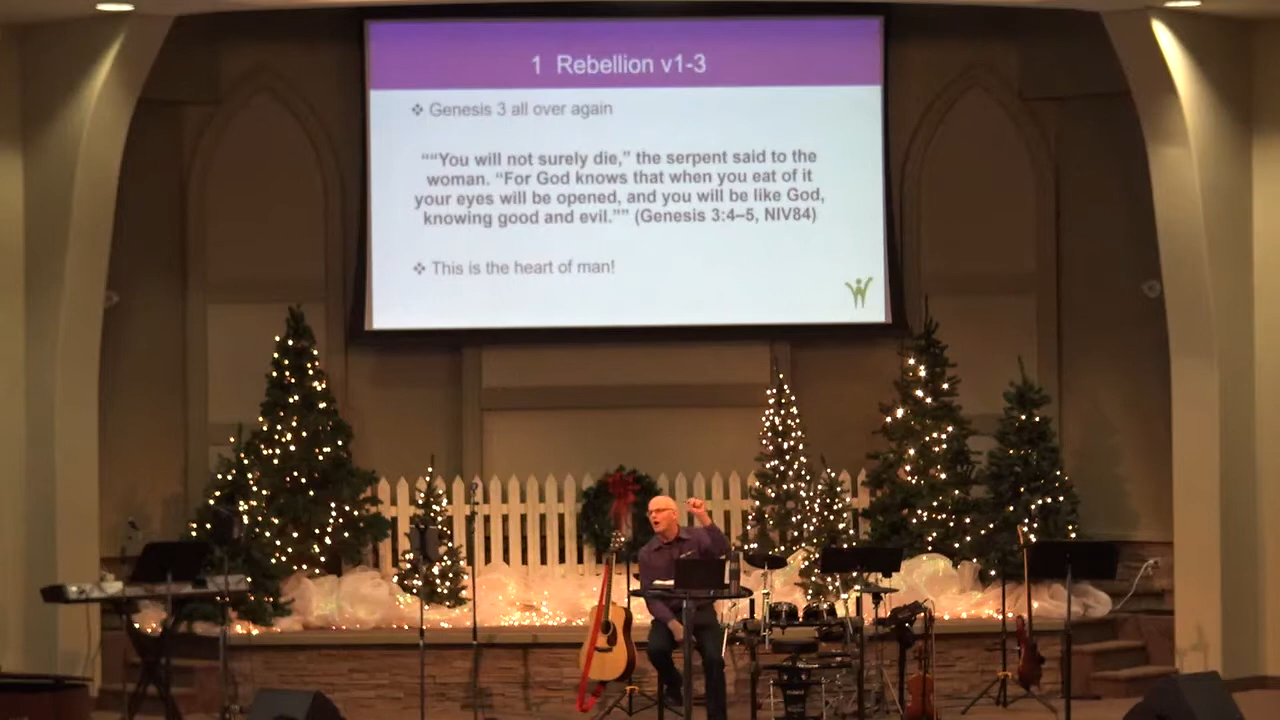 1 Rebellion v1-3
❖ Genesis 3 all over again
““You will not surely die,” the serpent said to the
woman. “For God knows that when you eat of it
your eyes will be opened, and you will be like God,
knowing good and evil.”” (Genesis 3:4–5, NIV84)
❖ This is the heart of man!